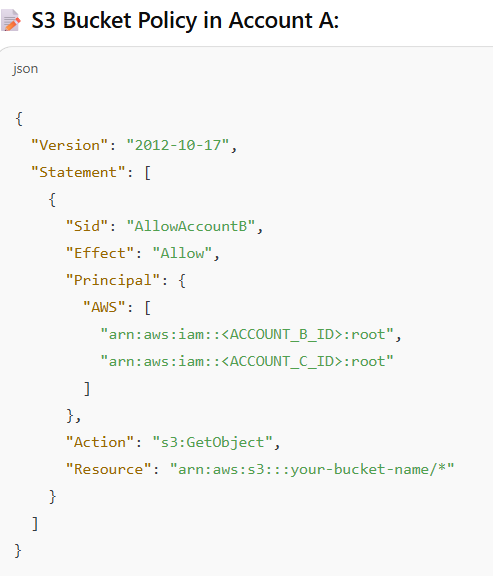 S3 Bucket Policy in Account A:
json
{
"Version": "2012-10-17",
"Statement": [
{
"Sid": "AllowAccountB",
"Effect": "Allow",
"Principal": {
"AWS": [
"arn:aws:iam::<ACCOUNT_B_ID>:root",
"arn:aws:iam::<ACCOUNT_C_ID>:root"
]
},
"Action": "s3:GetObject",
"Resource": "arn:aws:s3:::your-bucket-name/*"
}
]
}